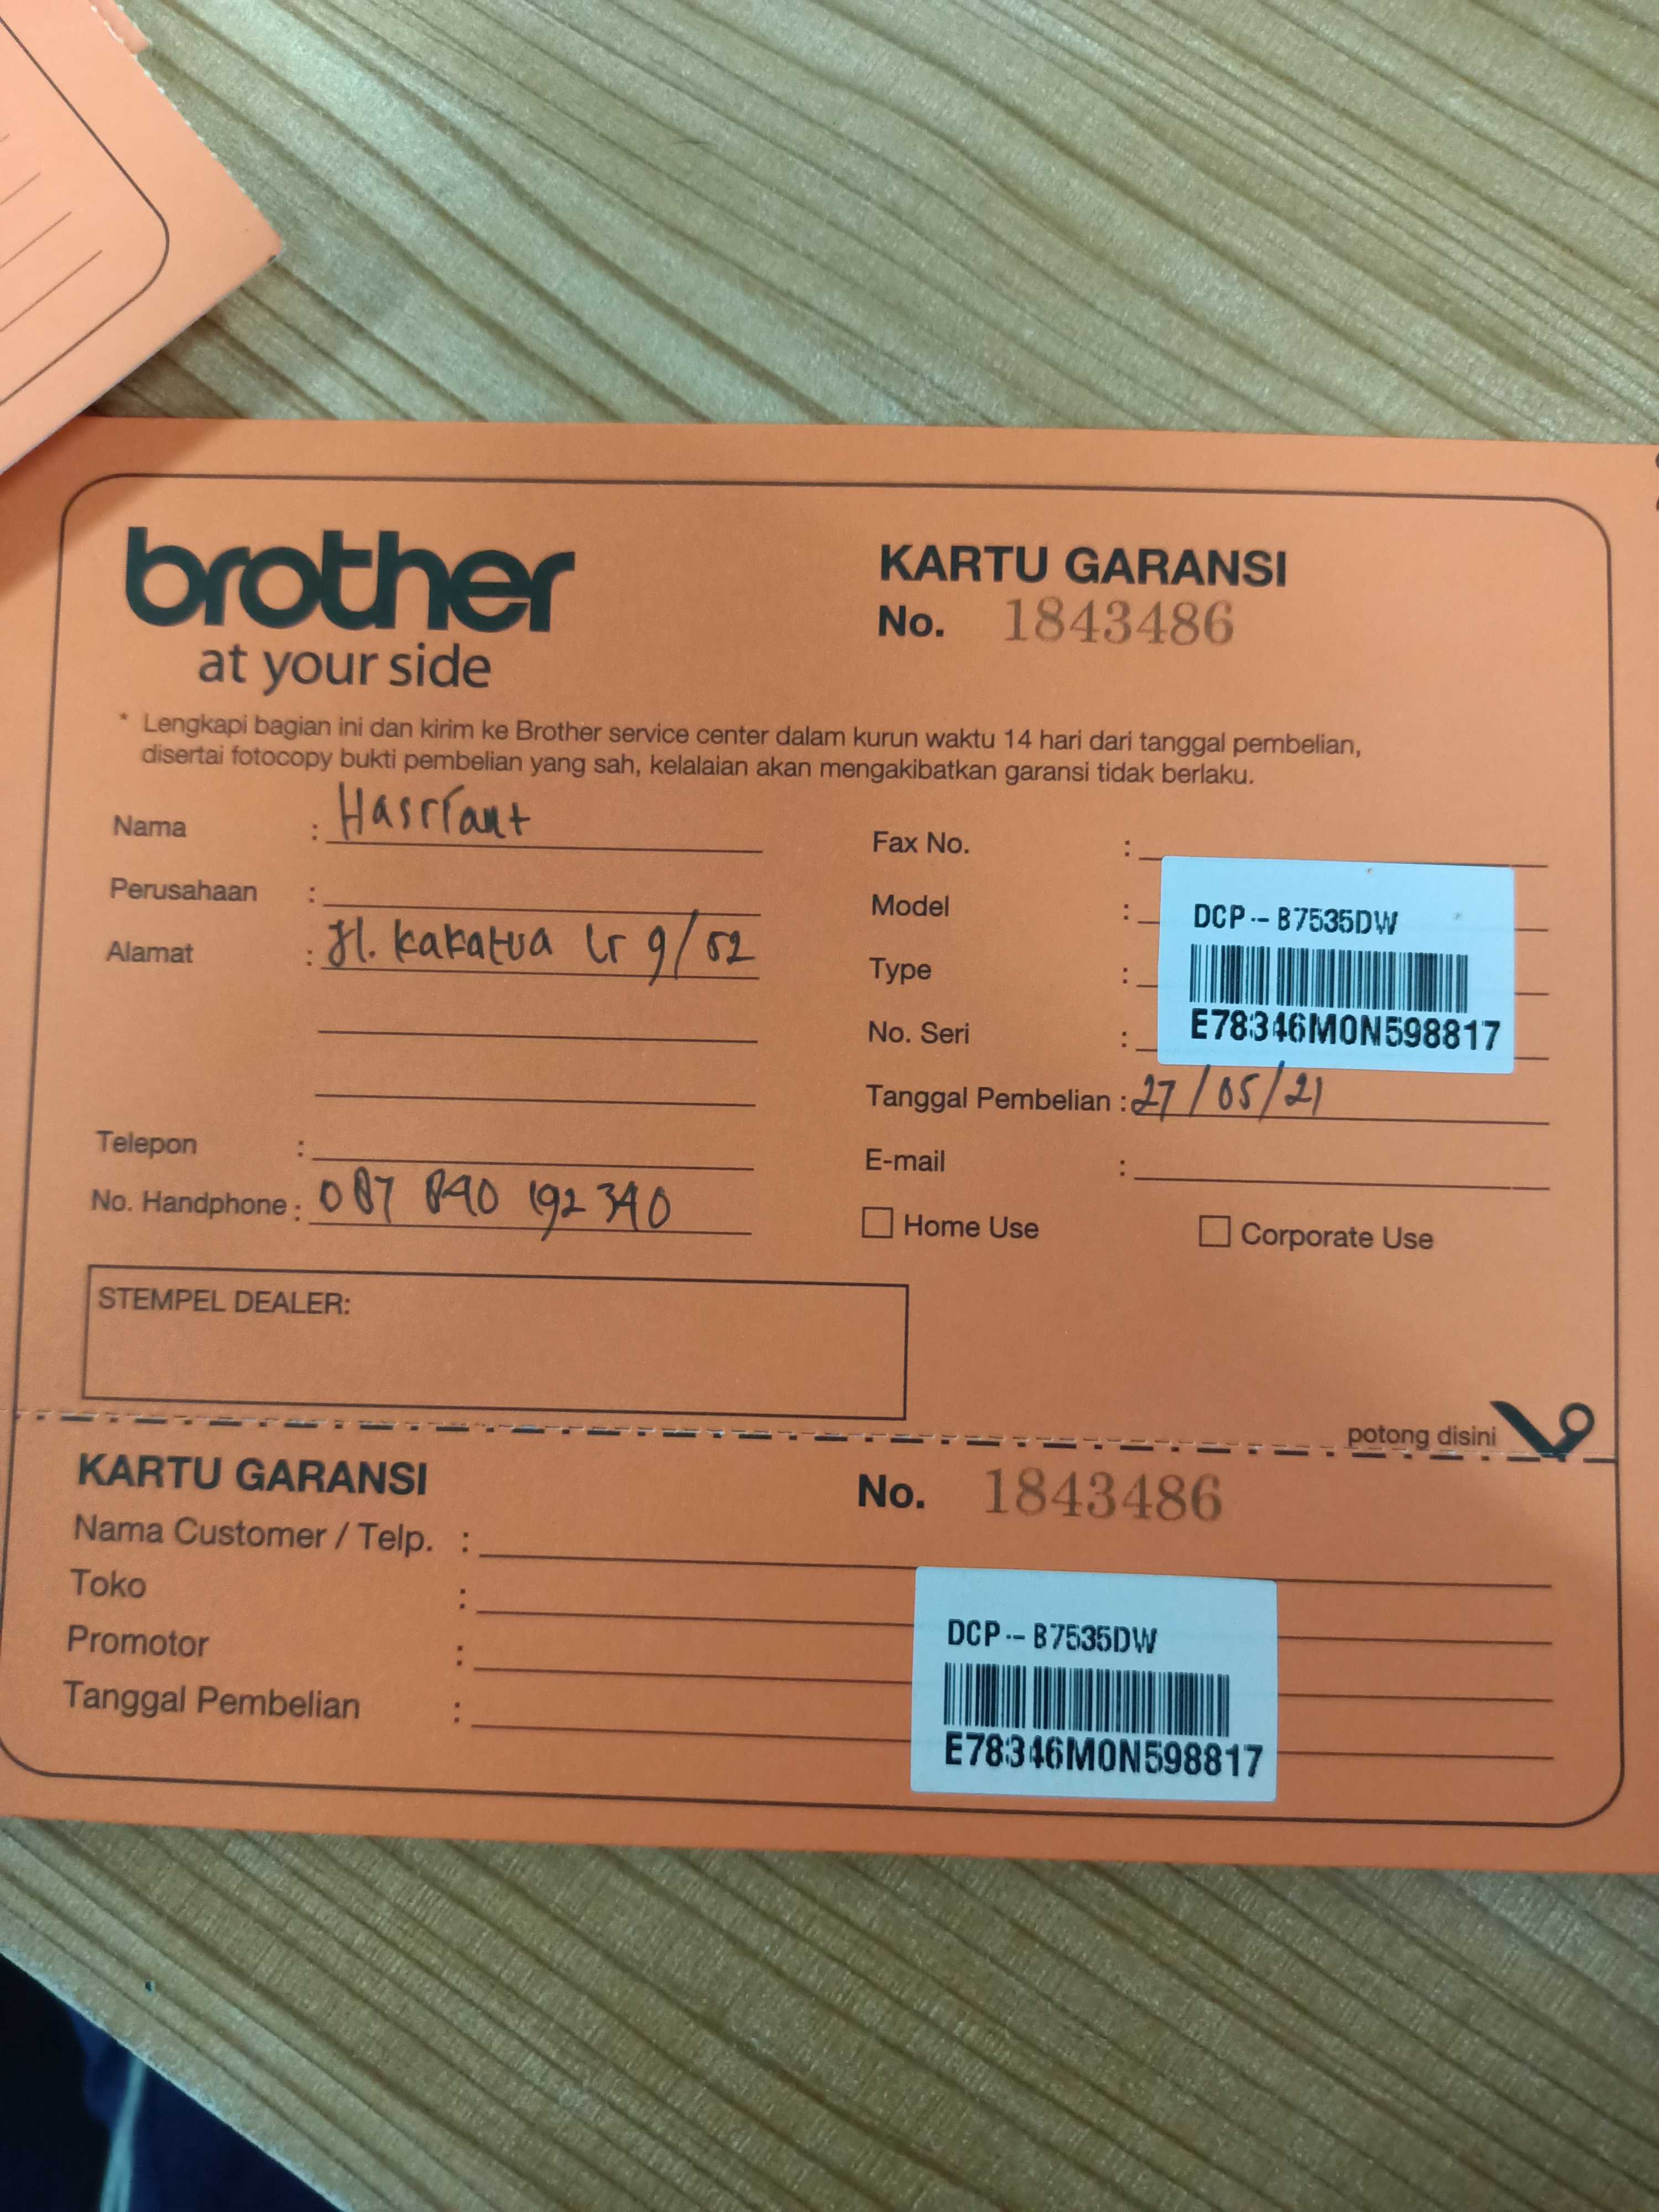 brother
at your side
KARTU GARANSI
No. 1843486
* Lengkapi bagian ini dan kirim ke Brother service center dalam kurun waktu 14 hari dari tanggal pembelian,
disertai fotocopy bukti pembelian yang sah, kelalaian akan mengakibatkan garansi tidak berlaku.
Nama :
Perusahaan :
Alamat : Jl. kakatua lr 9/52
Telepon :
No. Handphone : 087 840 192 340
Fax No. :
Model : DCP-B7535DW
Type :
No. Seri : E78346M0N598817
Tanggal Pembelian : 27/05/21
E-mail :
Home Use Corporate Use
STEMPEL DEALER:
potong disini
KARTU GARANSI No. 1843486
Nama Customer / Telp. :
Toko :
Promotor :
Tanggal Pembelian :
DCP-B7535DW
E78346M0N598817